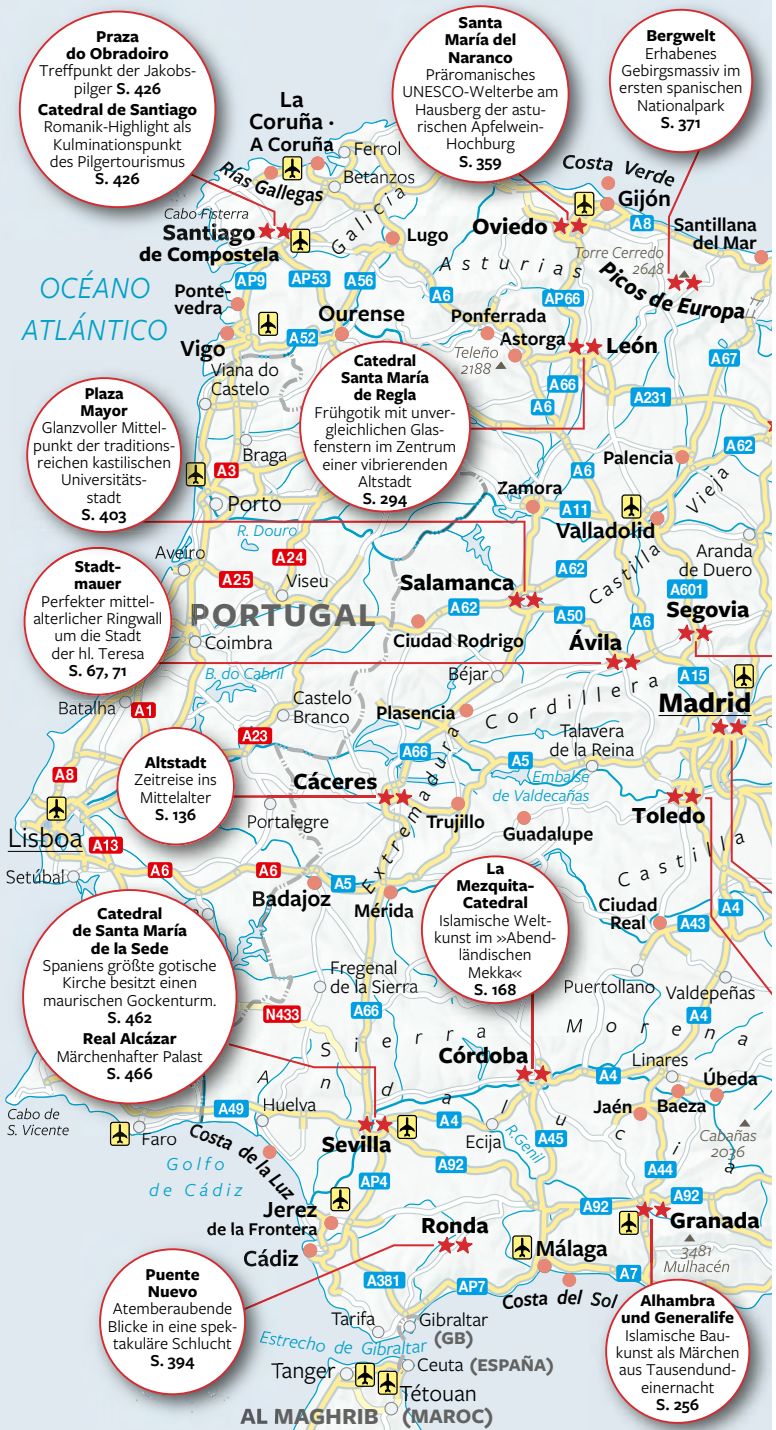 Praza
do Obradoiro
Treffpunkt der Jakobs-
pilger S. 426
Catedral de Santiago
Romanik-Highlight als
Kulminationspunkt
des Pilgertourismus
S. 426
Santa
María del
Naranco
Präromanisches
UNESCO-Welterbe am
Hausberg der astu-
rischen Apfelwein-
Hochburg
S. 359
Bergwelt
Erhabenes
Gebirgsmassiv im
ersten spanischen
Nationalpark
S. 371
La
Coruña ·
A Coruña
Ferrol
Betanzos
Rías Gallegas
Cabo Fisterra
Santiago
de Compostela
Galicia
Lugo
Costa Verde
Gijón
A8
Oviedo
Santillana
del Mar
Torre Cerredo
2648
Picos de Europa
Asturias
OCÉANO
ATLÁNTICO
AP9
AP53
A56
A6
AP66
Ponte-
vedra
Vigo
A52
Ourense
Ponferrada
Astorga
León
Teleño
2188
A66
A6
A231
A67
Viana do
Castelo
Catedral
Santa María
de Regla
Frühgotik mit unver-
gleichlichen Glas-
fenstern im Zentrum
einer vibrierenden
Altstadt
S. 294
Plaza
Mayor
Glanzvoller Mittel-
punkt der traditions-
reichen kastilischen
Universitäts-
stadt
S. 403
Braga
A3
Porto
R. Douro
A6
Palencia
A62
Zamora
A11
Valladolid
Castilla Vieja
Aranda
de Duero
Aveiro
A24
A25
Viseu
PORTUGAL
Salamanca
A62
A62
A50
A601
Segovia
A6
Ciudad Rodrigo
Ávila
Stadt-
mauer
Perfekter mittel-
alterlicher Ringwall
um die Stadt
der hl. Teresa
S. 67, 71
Coimbra
B. do Cabril
Béjar
A15
Batalha
A1
Castelo
Branco
Plasencia
Cordillera
Madrid
A23
A66
Talavera
de la Reina
A5
Embalse
de Valdecañas
Altstadt
Zeitreise ins
Mittelalter
S. 136
A8
Cáceres
Extremadura
Trujillo
Guadalupe
Toledo
Portalegre
Lisboa
A13
Setúbal
A6
A6
A5
Badajoz
Mérida
Castilla
La
Mezquita-
Catedral
Islamische Welt-
kunst im »Abend-
ländischen
Mekka«
S. 168
Ciudad
Real
A43
A4
Catedral
de Santa María
de la Sede
Spaniens größte gotische
Kirche besitzt einen
maurischen Gockenturm.
S. 462
Real Alcázar
Märchenhafter Palast
S. 466
Fregenal
de la Sierra
Puertollano
Valdepeñas
N433
A66
A4
Sierra Morena
Córdoba
A4
Linares
Úbeda
Baeza
Jaén
Andalucia
Cabo de
S. Vicente
A49
Huelva
Faro
Costa de la Luz
Sevilla
A4
Ecija
R.Genil
A45
Cabañas
2036
Golfo
de Cádiz
A92
A44
AP4
A92
A92
Jerez
de la Frontera
Ronda
Granada
3481
Mulhacén
Cádiz
Málaga
A381
AP7
A7
Costa del Sol
Puente
Nuevo
Atemberaubende
Blicke in eine spek-
takuläre Schlucht
S. 394
Alhambra
und Generalife
Islamische Bau-
kunst als Märchen
aus Tausendund-
einernacht
S. 256
Tarifa
Gibraltar
(GB)
Estrecho de Gibraltar
Ceuta (ESPAÑA)
Tanger
Tétouan
AL MAGHRIB (MAROC)